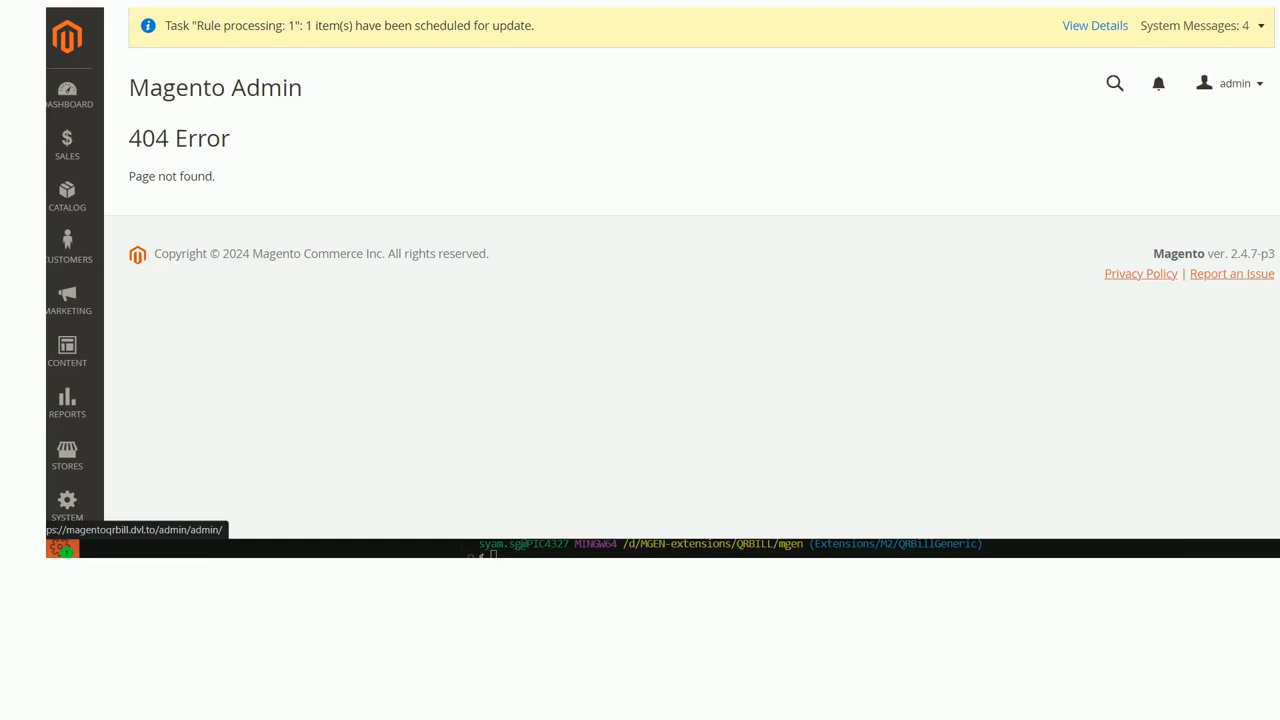 Task "Rule processing: 1": 1 item(s) have been scheduled for update.
View Details
System Messages: 4
Magento Admin
admin
404 Error
Page not found.
DASHBOARD
SALES
CATALOG
CUSTOMERS
MARKETING
CONTENT
REPORTS
STORES
SYSTEM
Copyright © 2024 Magento Commerce Inc. All rights reserved.
Magento ver. 2.4.7-p3
Privacy Policy | Report an Issue
ps://magentoqrbill.dvl.to/admin/admin/
syam.sg@PIC4327 MINGW64 /d/MGEN-extensions/QRBILL/mgen (Extensions/M2/QRBillGeneric)
$